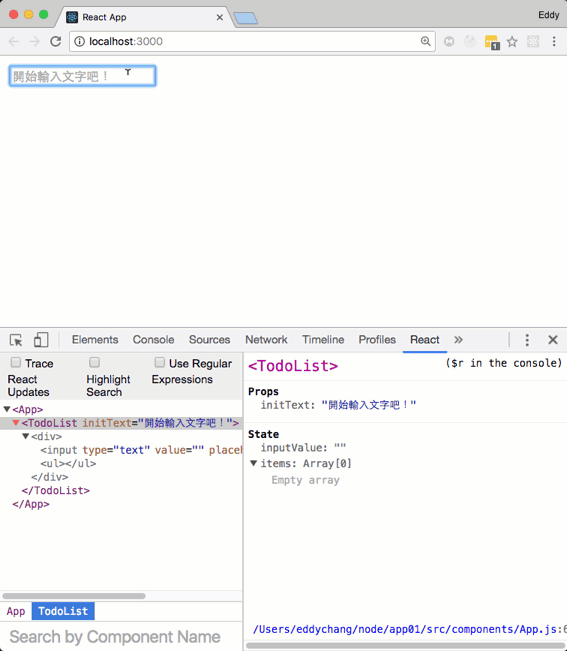 React App
Eddy
localhost:3000
1
開始輸入文字吧！
Elements Console Sources Network Timeline Profiles React »
Trace React Updates
Highlight Search
Use Regular Expressions
<App>
<TodoList initText="開始輸入文字吧！">
<div>
<input type="text" value="" placeh
<ul></ul>
</div>
</TodoList>
</App>
App TodoList
Search by Component Name
<TodoList>
($r in the console)
Props
initText: "開始輸入文字吧！"
State
inputValue: ""
items: Array[0]
Empty array
/Users/eddychang/node/app01/src/components/App.js:6